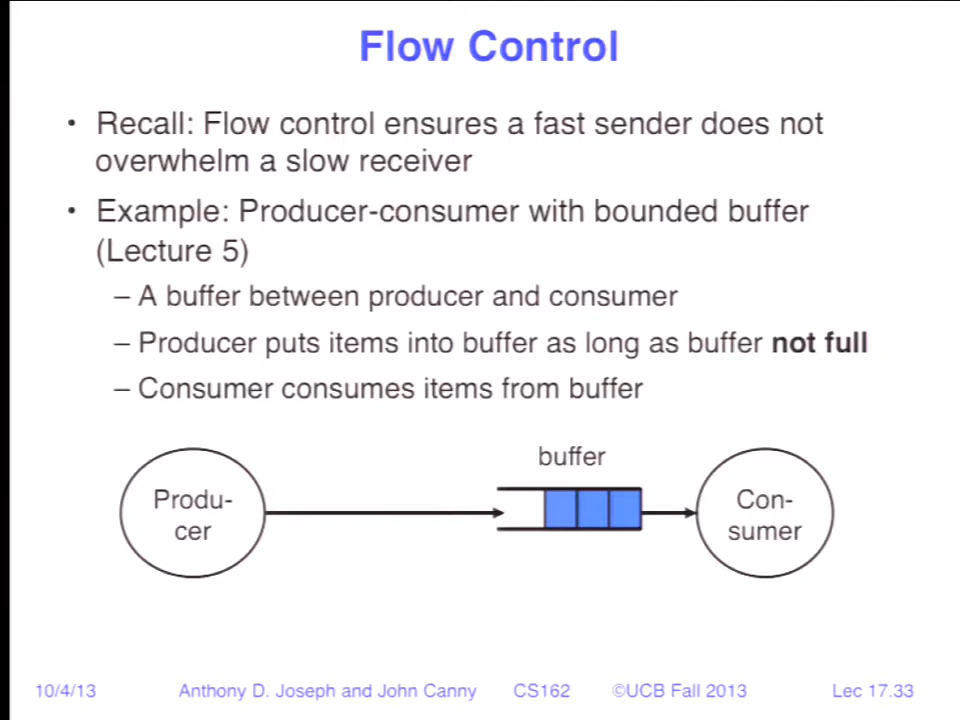 Flow Control
• Recall: Flow control ensures a fast sender does not
overwhelm a slow receiver
• Example: Producer-consumer with bounded buffer
(Lecture 5)
– A buffer between producer and consumer
– Producer puts items into buffer as long as buffer not full
– Consumer consumes items from buffer
buffer
Produ-
cer
Con-
sumer
10/4/13 Anthony D. Joseph and John Canny CS162 ©UCB Fall 2013 Lec 17.33